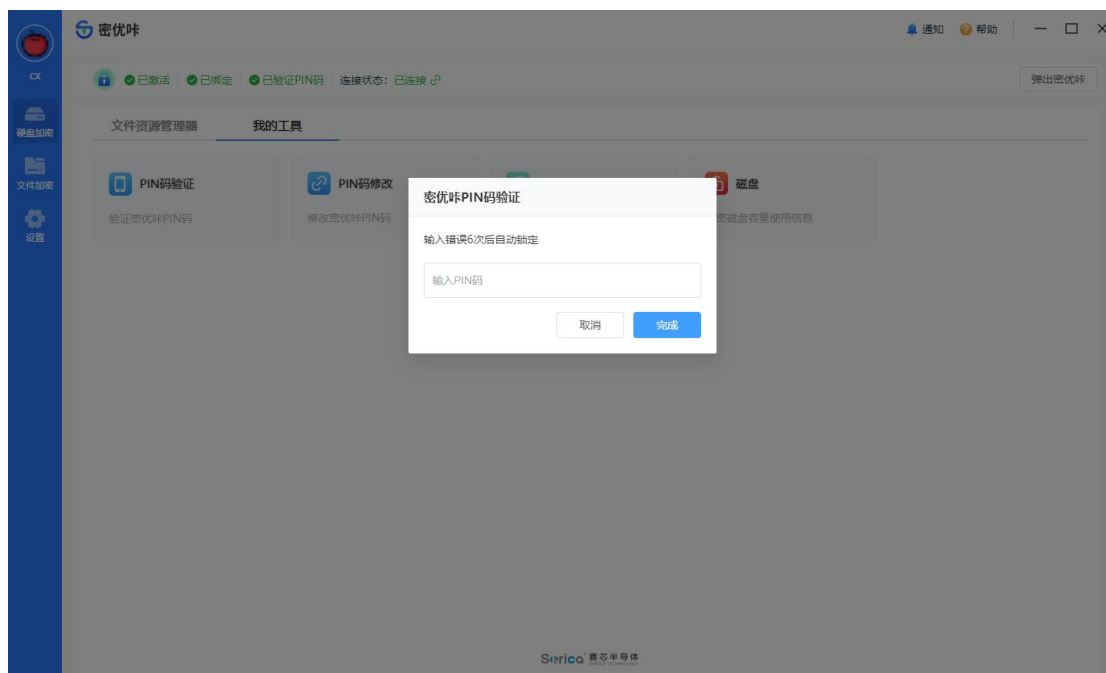 密优咔
通知
帮助
CX
已激活
已绑定
已验证PIN码
连接状态：已连接
弹出密优咔
硬盘加密
文件加密
设置
文件资源管理器
我的工具
PIN码验证
验证密优咔PIN码
PIN码修改
修改密优咔PIN码
磁盘
密磁盘容量使用信息
密优咔PIN码验证
输入错误6次后自动锁定
输入PIN码
取消
完成
Serica 赛芯半导体